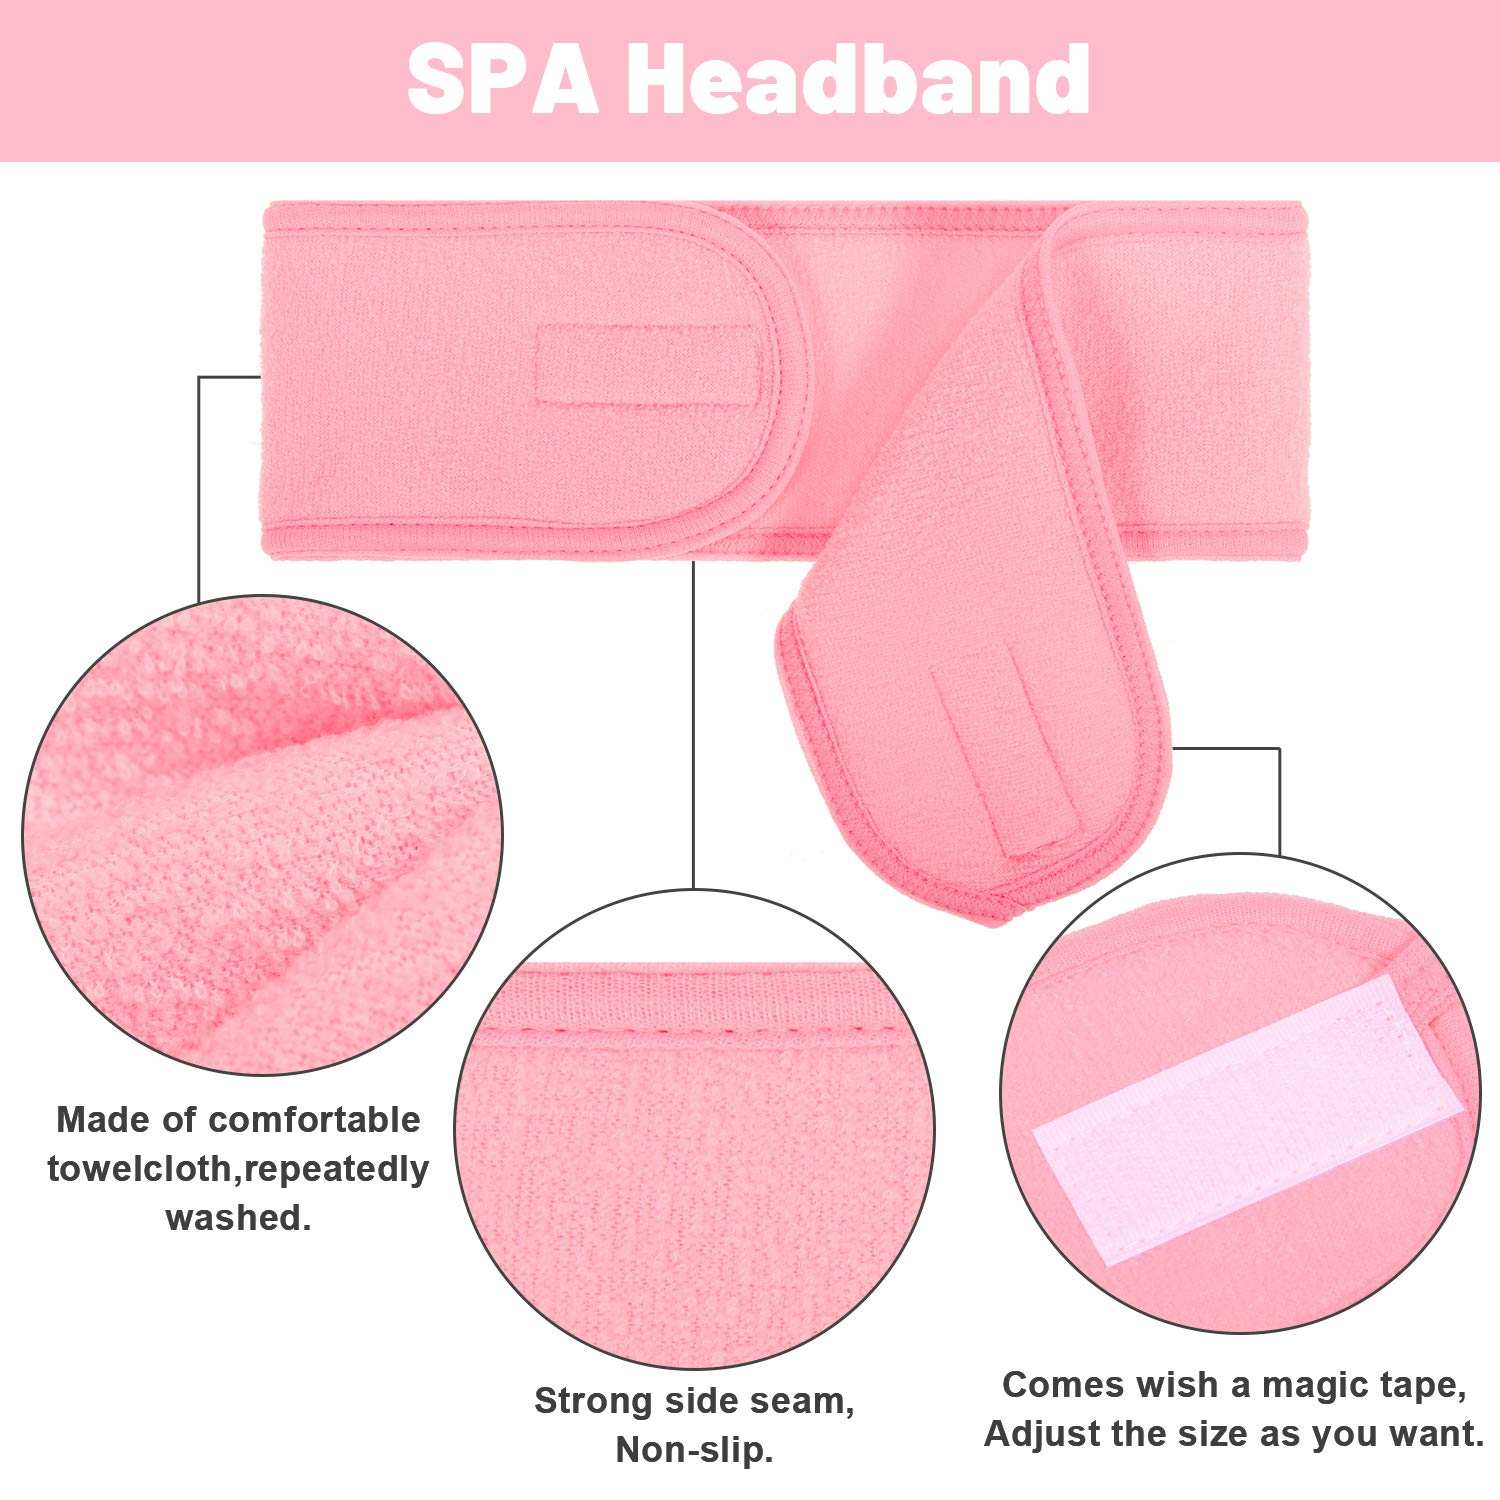 SPA Headband
Made of comfortable
towelcloth,repeatedly
washed.
Strong side seam,
Non-slip.
Comes wish a magic tape,
Adjust the size as you want.